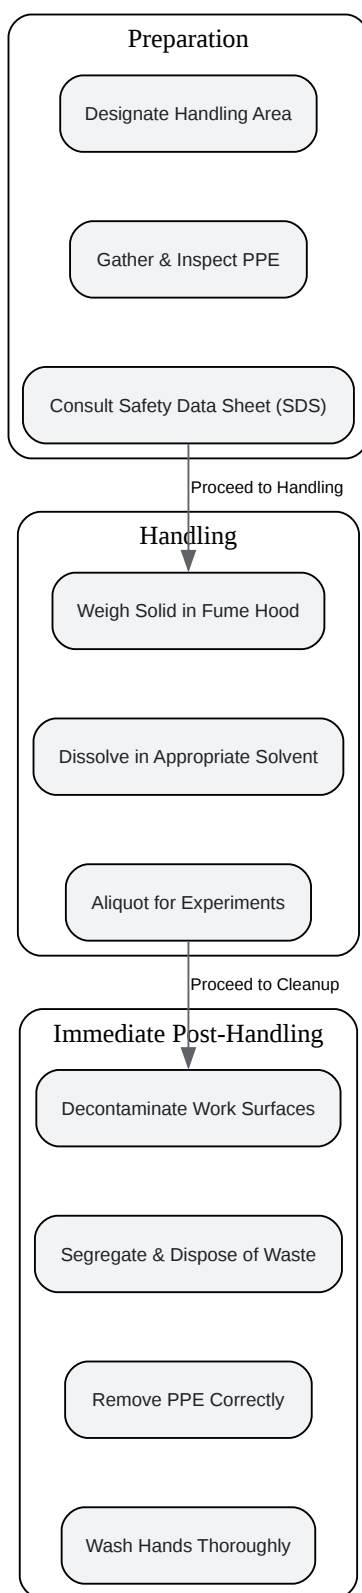 Preparation
Designate Handling Area
Gather & Inspect PPE
Consult Safety Data Sheet (SDS)
Proceed to Handling
Handling
Weigh Solid in Fume Hood
Dissolve in Appropriate Solvent
Aliquot for Experiments
Proceed to Cleanup
Immediate Post-Handling
Decontaminate Work Surfaces
Segregate & Dispose of Waste
Remove PPE Correctly
Wash Hands Thoroughly